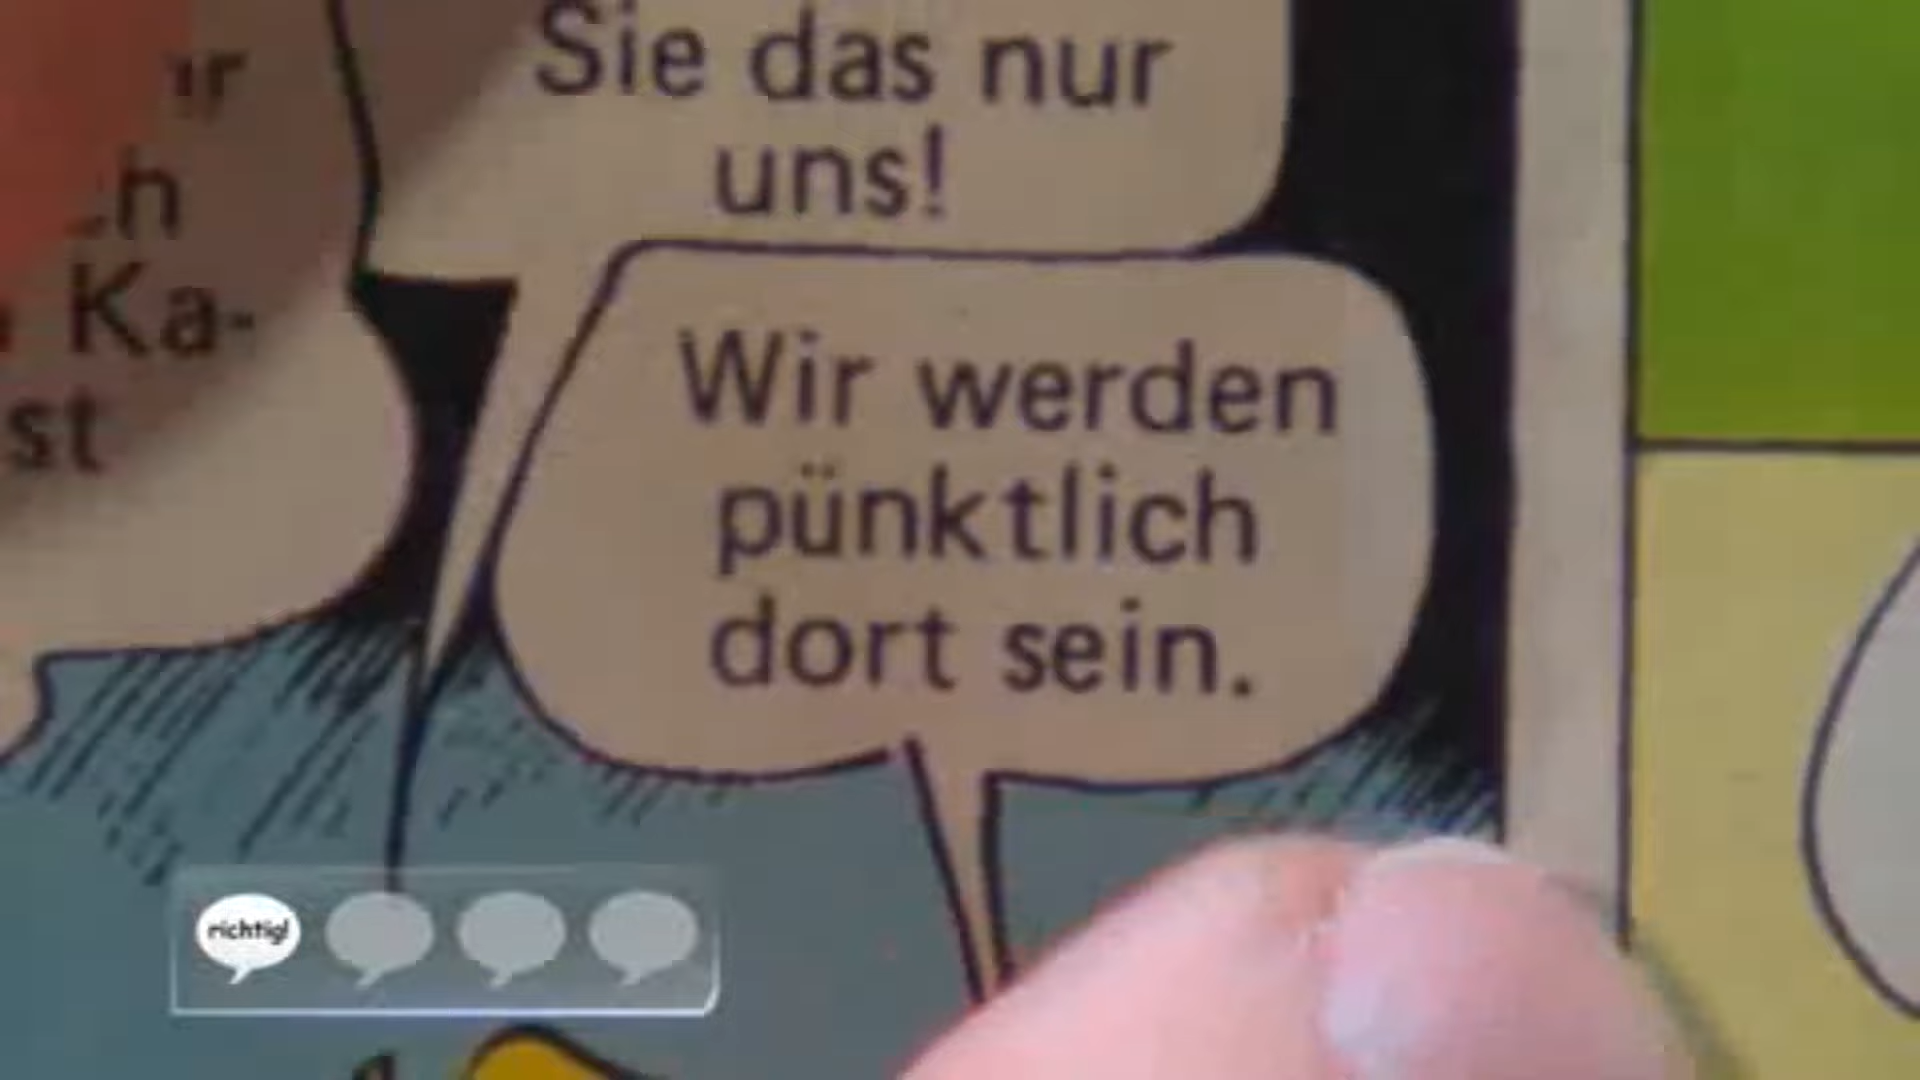 Ka-
st
Sie das nur
uns!
Wir werden
pünktlich
dort sein.
richtig!